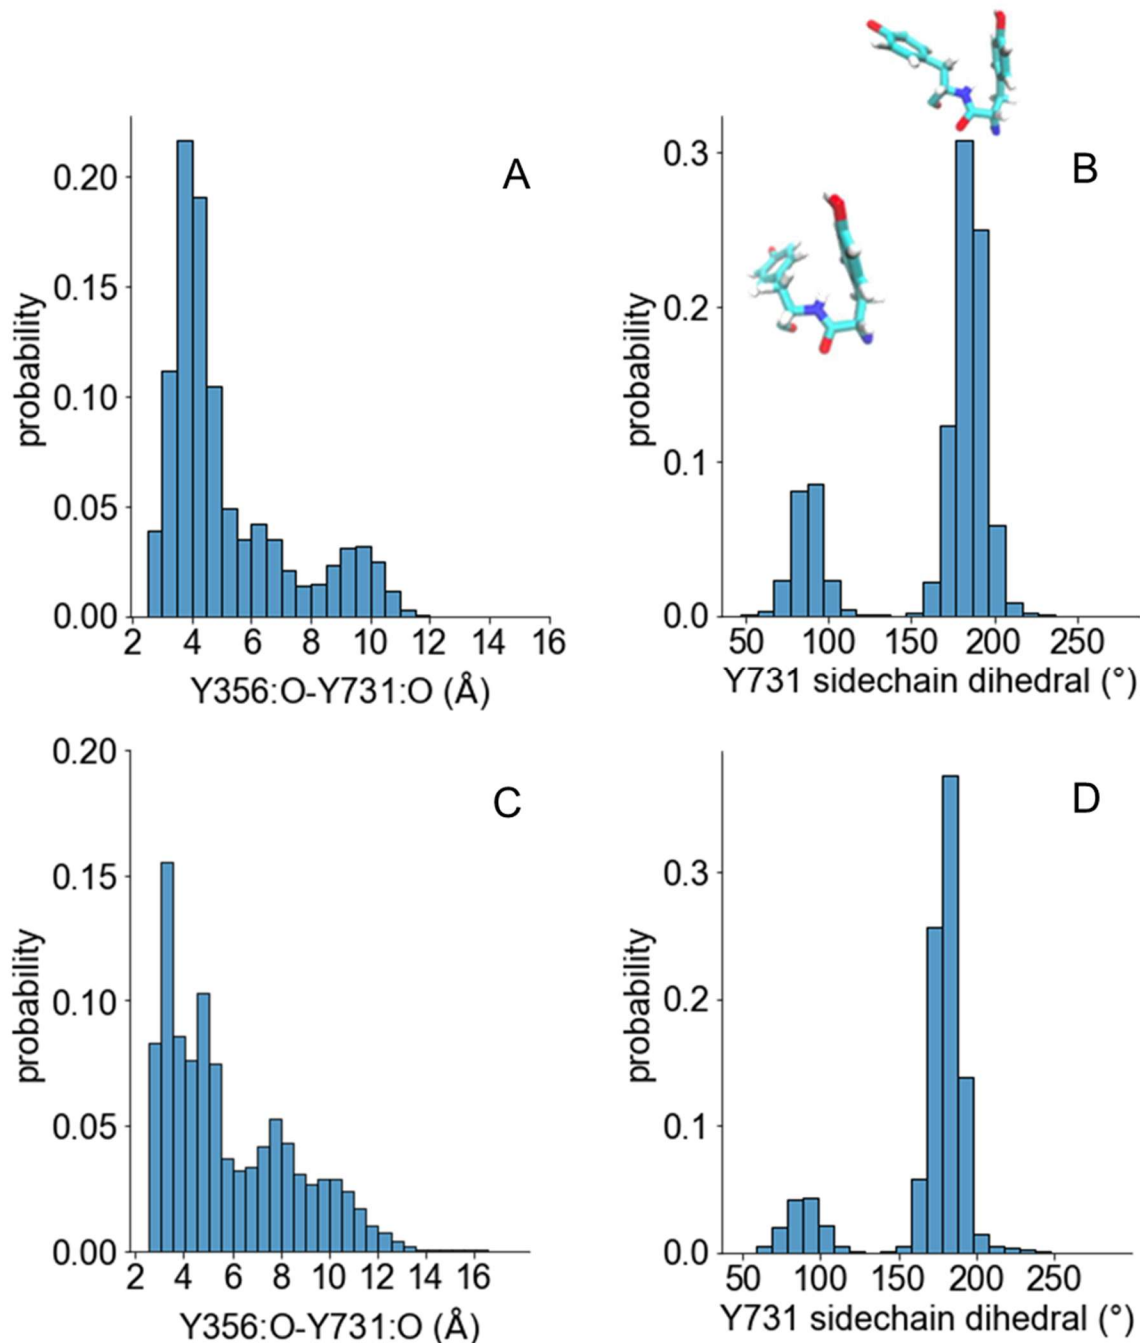 A
0.20
0.15
0.10
0.05
0.00
probability
2 4 6 8 10 12 14 16
Y356:O-Y731:O (Å)
B
0.3
0.2
0.1
0.0
probability
50 100 150 200 250
Y731 sidechain dihedral (°)
C
0.20
0.15
0.10
0.05
0.00
probability
2 4 6 8 10 12 14 16
Y356:O-Y731:O (Å)
D
0.3
0.2
0.1
0.0
probability
50 100 150 200 250
Y731 sidechain dihedral (°)